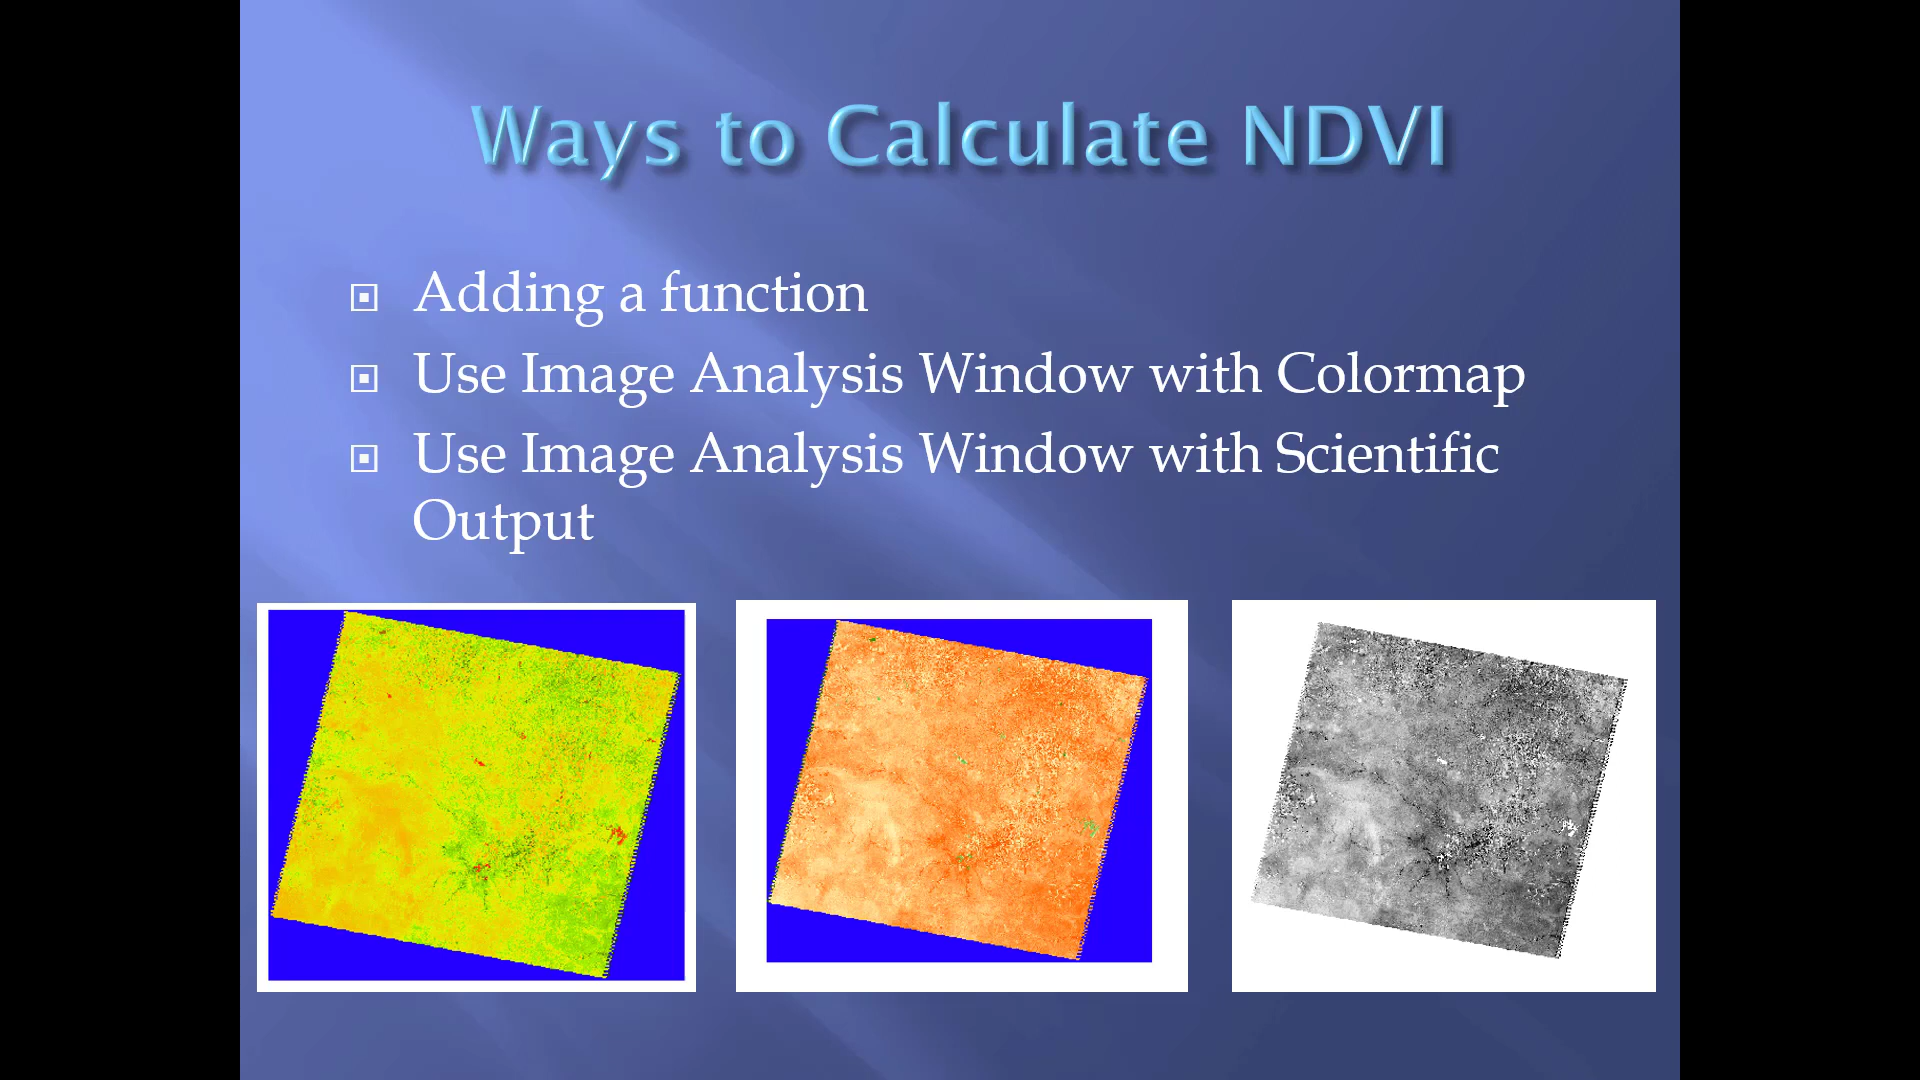 Ways to Calculate NDVI
Adding a function
Use Image Analysis Window with Colormap
Use Image Analysis Window with Scientific
Output